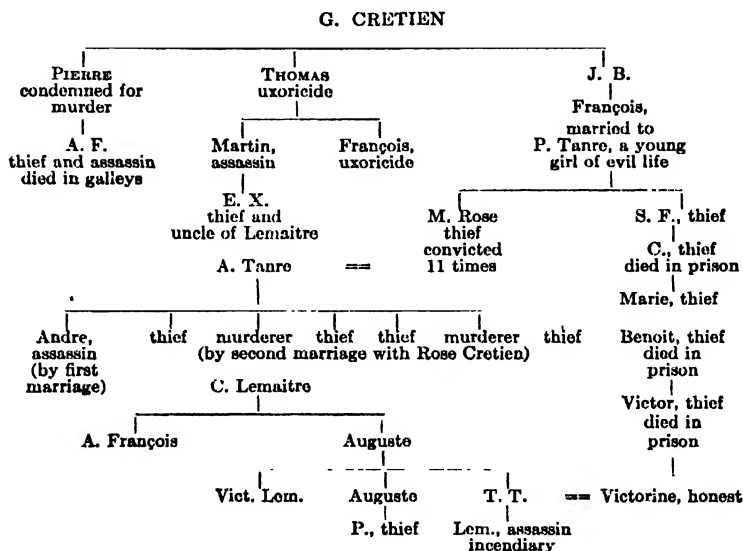 G. CRETIEN
PIERRE THOMAS J. B.
condemned for uxoricide François,
murder married to
A. F. Martin, François, P. Tanre, a young
thief and assassin assassin uxoricide girl of evil life
died in galleys
E. X. M. Rose S. F., thief
thief and thief C., thief
uncle of Lemaitre convicted died in prison
A. Tanre == 11 times
Marie, thief
Andre, thief murderer thief thief murderer thief Benoit, thief
assassin (by second marriage with Rose Cretien) died in
(by first prison
marriage) C. Lemaitre
Victor, thief
died in
A. François Auguste prison
Vict. Lem. Auguste T. T. == Victorine, honest
P., thief Lem., assassin
incendiary